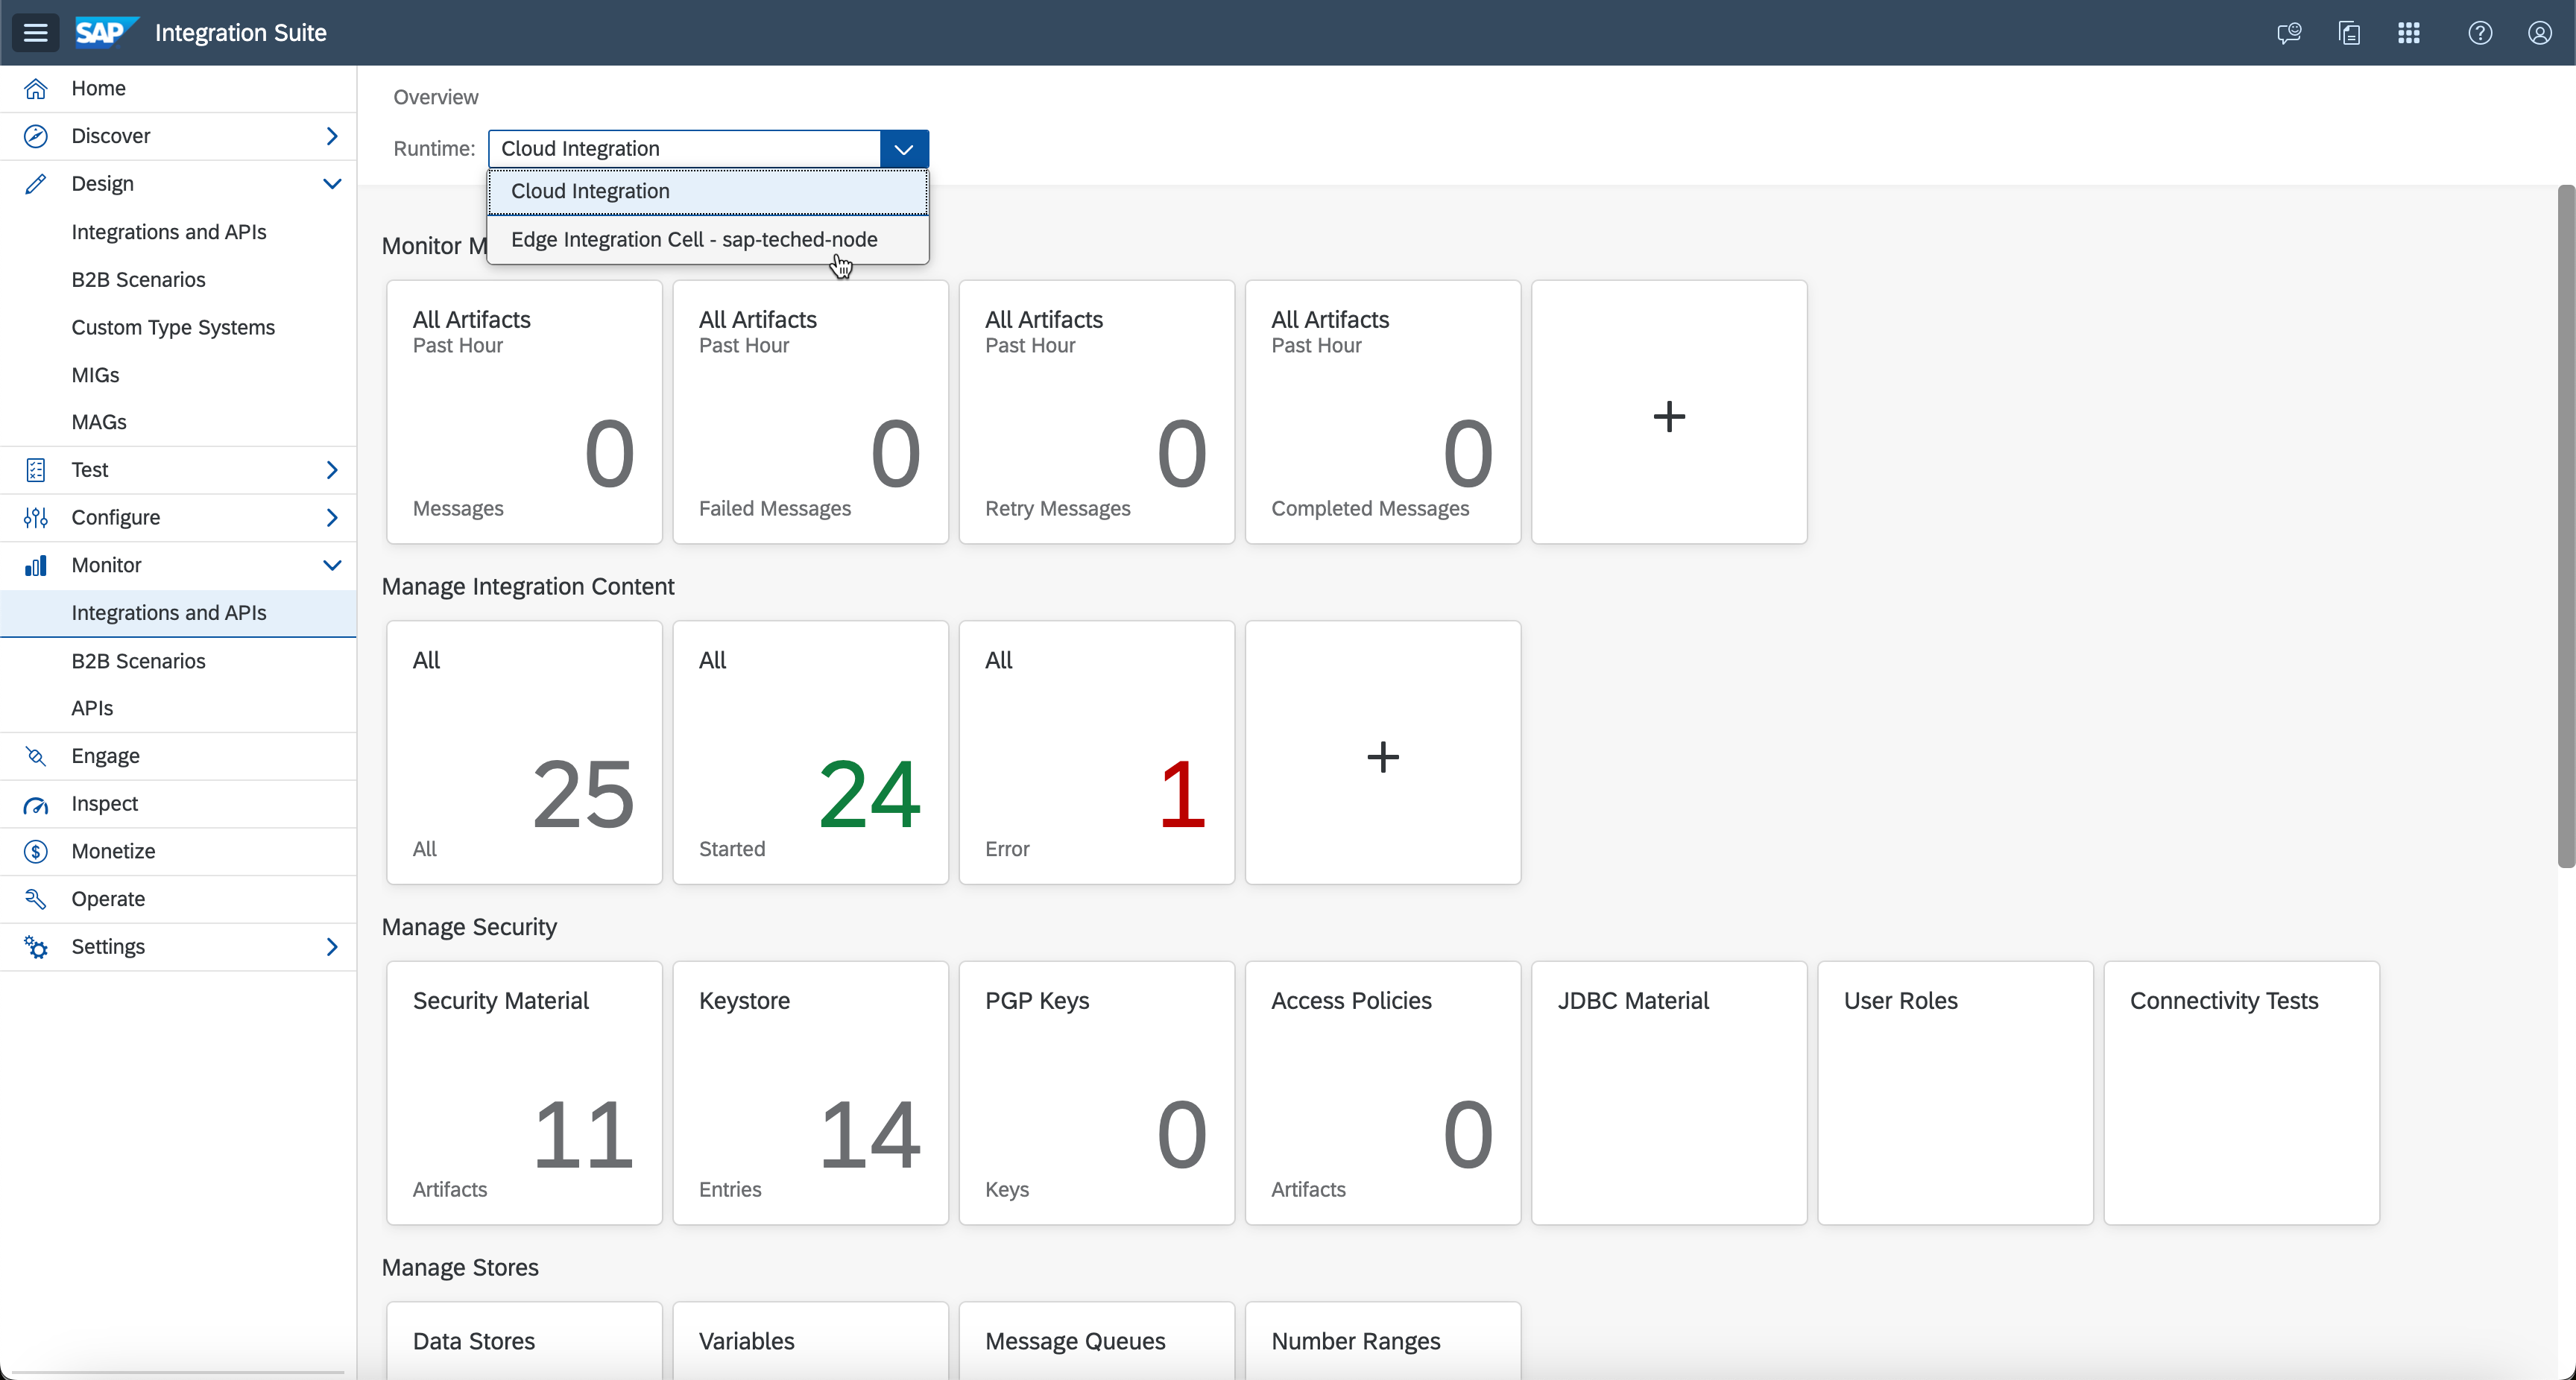 SAP Integration Suite
Home
Discover
Design
Integrations and APIs
B2B Scenarios
Custom Type Systems
MIGs
MAGs
Test
Configure
Monitor
Integrations and APIs
B2B Scenarios
APIs
Engage
Inspect
Monetize
Operate
Settings
Overview
Runtime: Cloud Integration
Cloud Integration
Edge Integration Cell - sap-teched-node
Monitor M
All Artifacts
Past Hour
0
Messages
All Artifacts
Past Hour
0
Failed Messages
All Artifacts
Past Hour
0
Retry Messages
All Artifacts
Past Hour
0
Completed Messages
Manage Integration Content
All
25
All
All
24
Started
All
1
Error
Manage Security
Security Material
11
Artifacts
Keystore
14
Entries
PGP Keys
0
Keys
Access Policies
0
Artifacts
JDBC Material
User Roles
Connectivity Tests
Manage Stores
Data Stores
Variables
Message Queues
Number Ranges